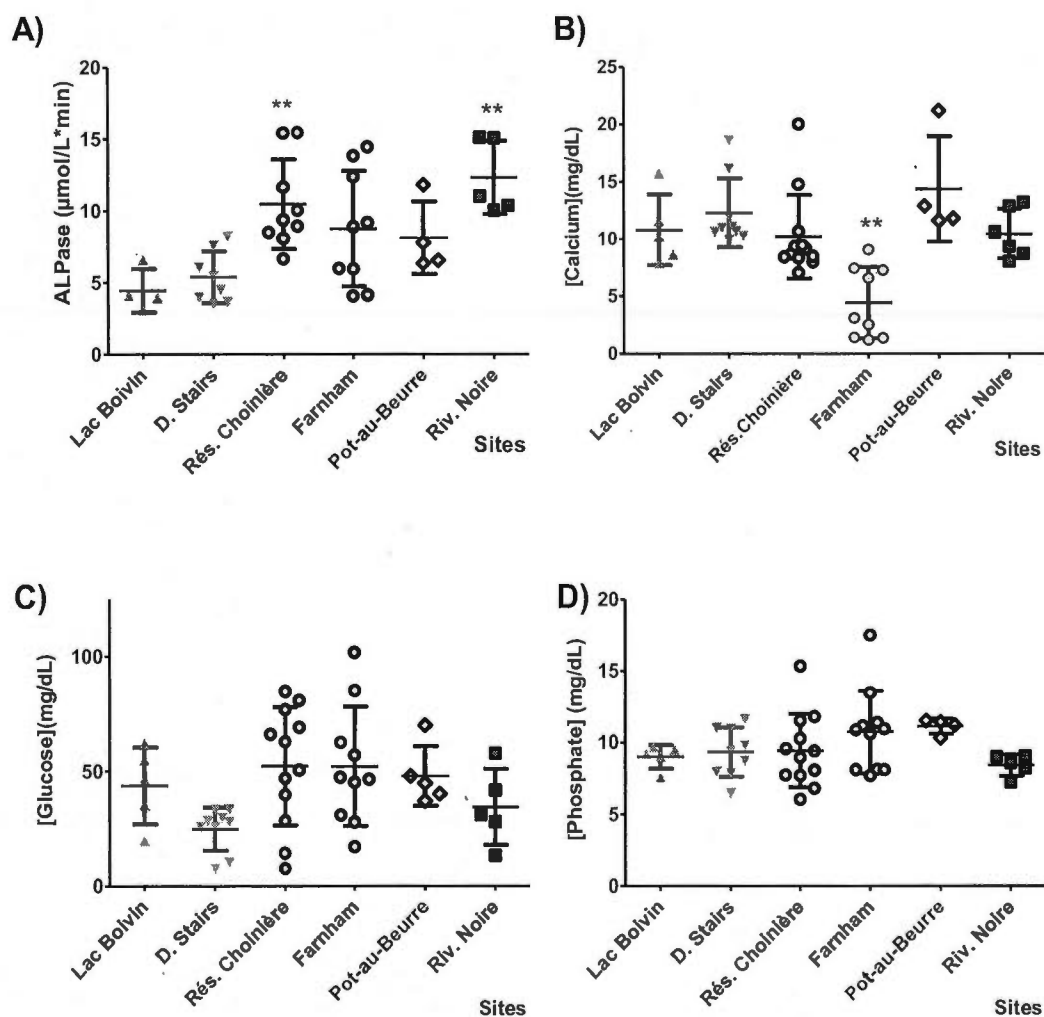 A)
ALPase (µmol/L*min)
20
15
10
5
0
**
**
Lac Boivin
D. Stairs
Rés. Choinière
Farnham
Pot-au-Beurre
Riv. Noire
Sites
B)
[Calcium](mg/dL)
25
20
15
10
5
0
**
Lac Boivin
D. Stairs
Rés. Choinière
Farnham
Pot-au-Beurre
Riv. Noire
Sites
C)
[Glucose](mg/dL)
100
50
0
Lac Boivin
D. Stairs
Rés. Choinière
Farnham
Pot-au-Beurre
Riv. Noire
Sites
D)
[Phosphate] (mg/dL)
20
15
10
5
0
Lac Boivin
D. Stairs
Rés. Choinière
Farnham
Pot-au-Beurre
Riv. Noire
Sites